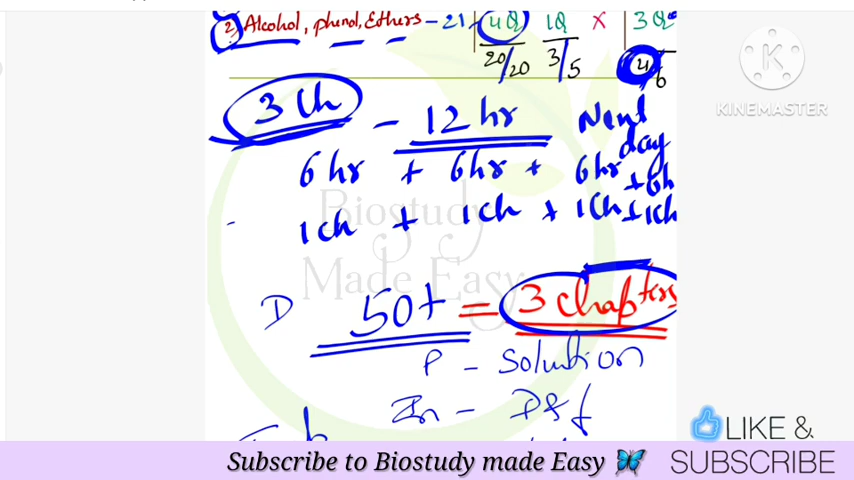 2) Alcohol, phenol, Ethers - 21 4Q 1Q x 3Q
20/20 3/5 4/6
KINEMASTER
3 Ch - 12 hr Next day
6 hr + 6 hr + 6 hr + 6h
1 ch + 1 ch + 1 Ch + 1 ch
Biostudy
Made Easy
D 50+ = 3 chapters
P - Solution
In - D & f
LIKE &
SUBSCRIBE
Subscribe to Biostudy made Easy 🦋